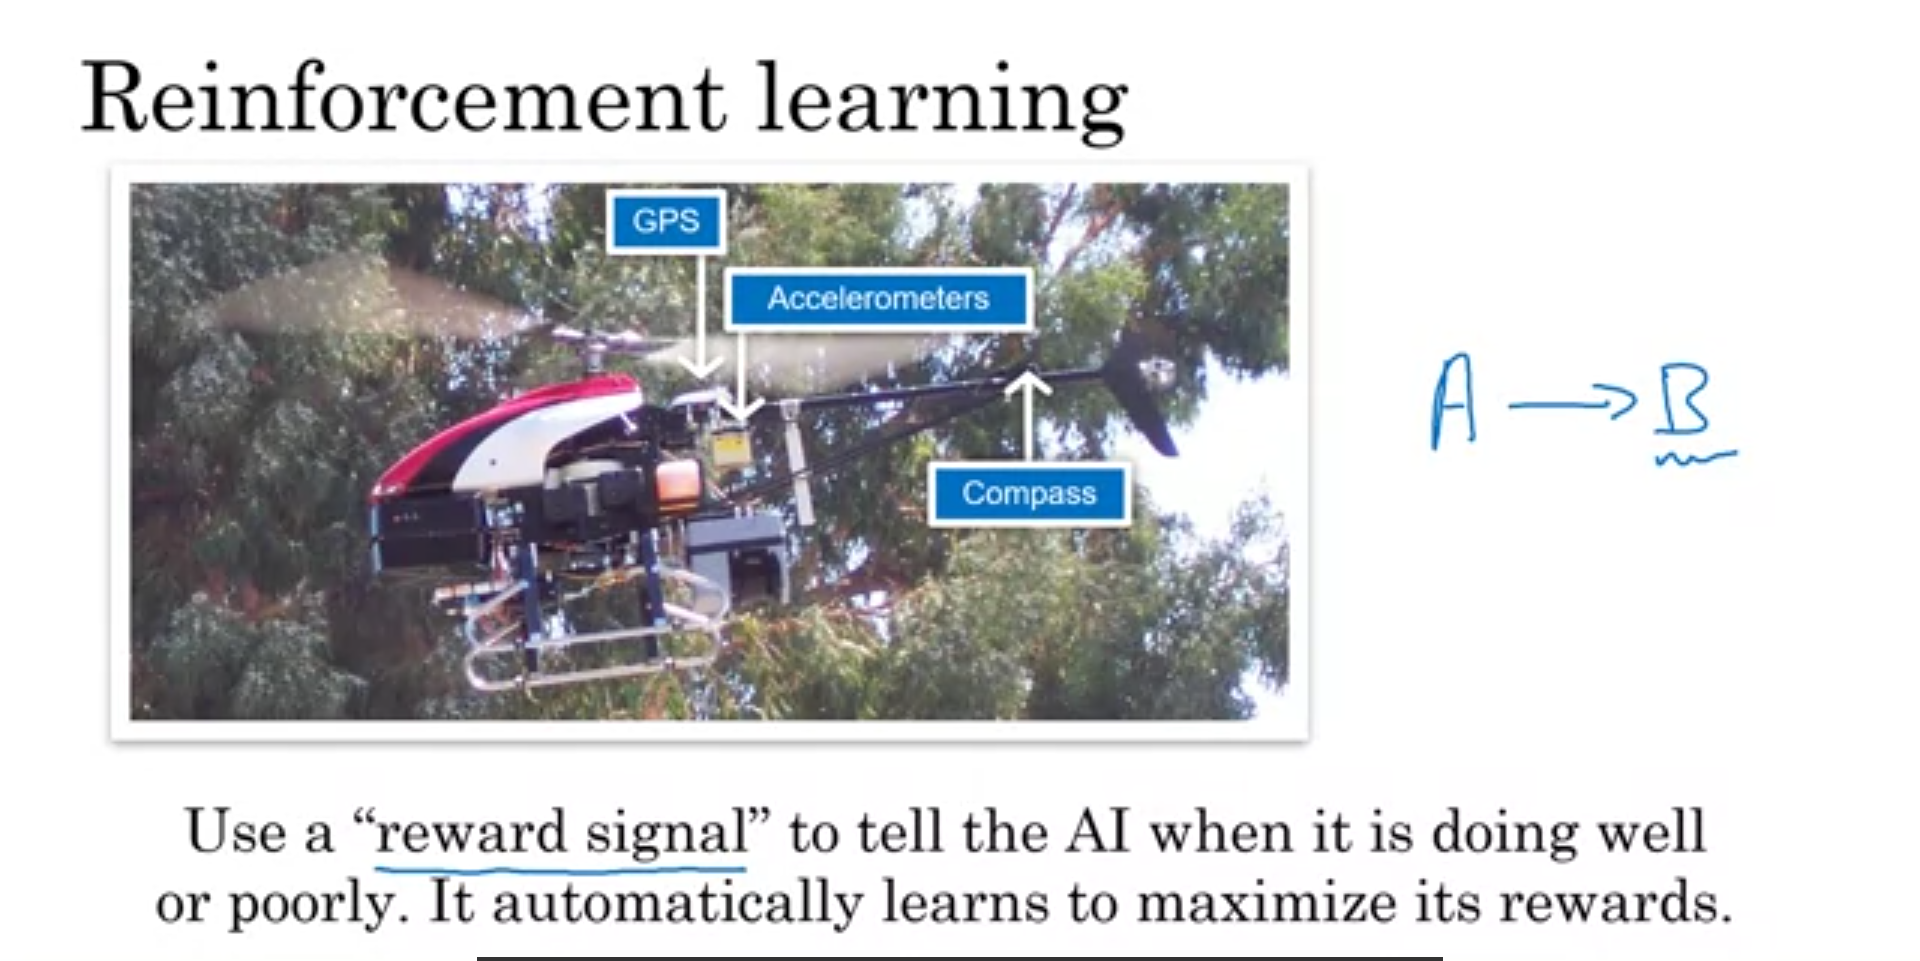 Reinforcement learning
GPS
Accelerometers
Compass
A → B
Use a “reward signal” to tell the AI when it is doing well
or poorly. It automatically learns to maximize its rewards.